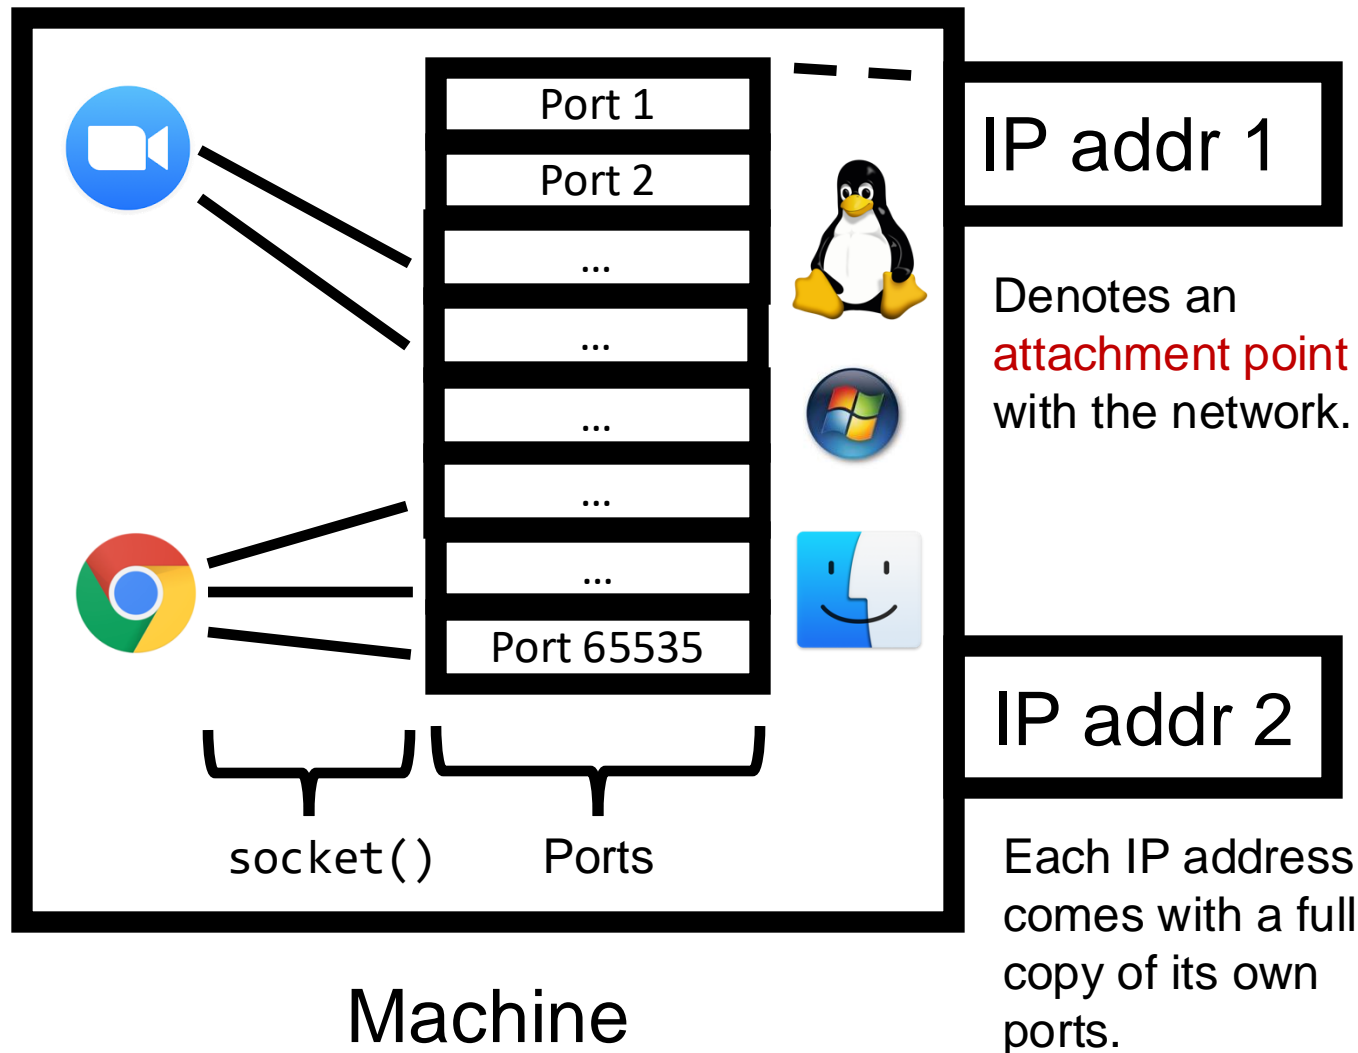 Port 1
Port 2
...
...
...
...
...
Port 65535
socket()
Ports
Machine
IP addr 1
Denotes an
attachment point
with the network.
IP addr 2
Each IP address
comes with a full
copy of its own
ports.